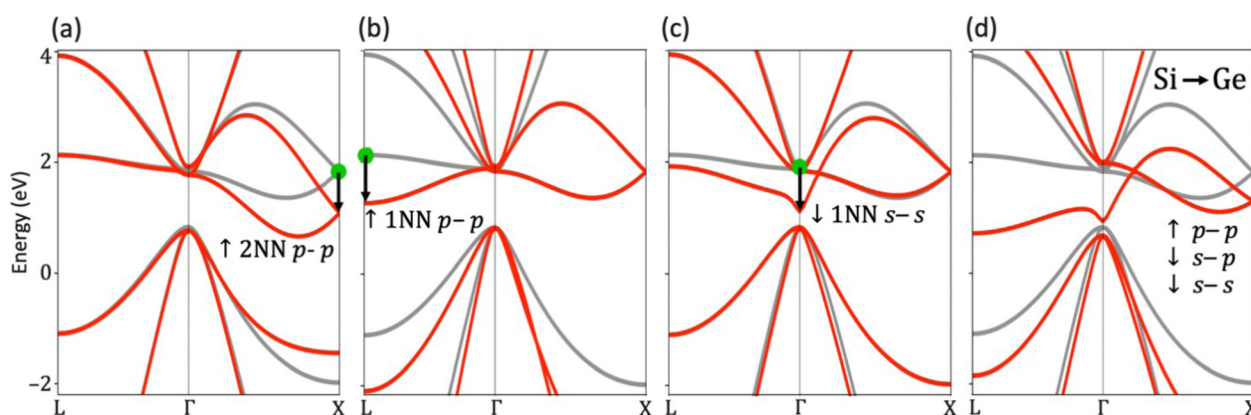 (a)
(b)
(c)
(d)
Energy (eV)
4
2
0
−2
↑ 2NN p− p
↑ 1NN p− p
↓ 1NN s− s
Si→Ge
↑ p− p
↓ s− p
↓ s− s
L Γ X L Γ X L Γ X L Γ X